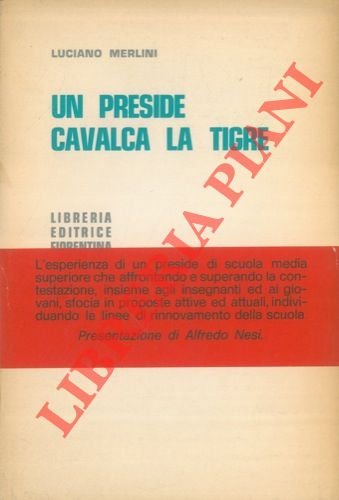 LUCIANO MERLINI
UN PRESIDE
CAVALCA LA TIGRE
LIBRERIA
EDITRICE
FIORENTINA
L'esperienza di un preside di scuola media
superiore che affrontando e superando la con-
testazione, insieme agli insegnanti ed ai gio-
vani, sfocia in proposte attive ed attuali, indivi-
duando le linee di rinnovamento della scuola.
Presentazione di Alfredo Nesi.
LIBRERIA PIANI